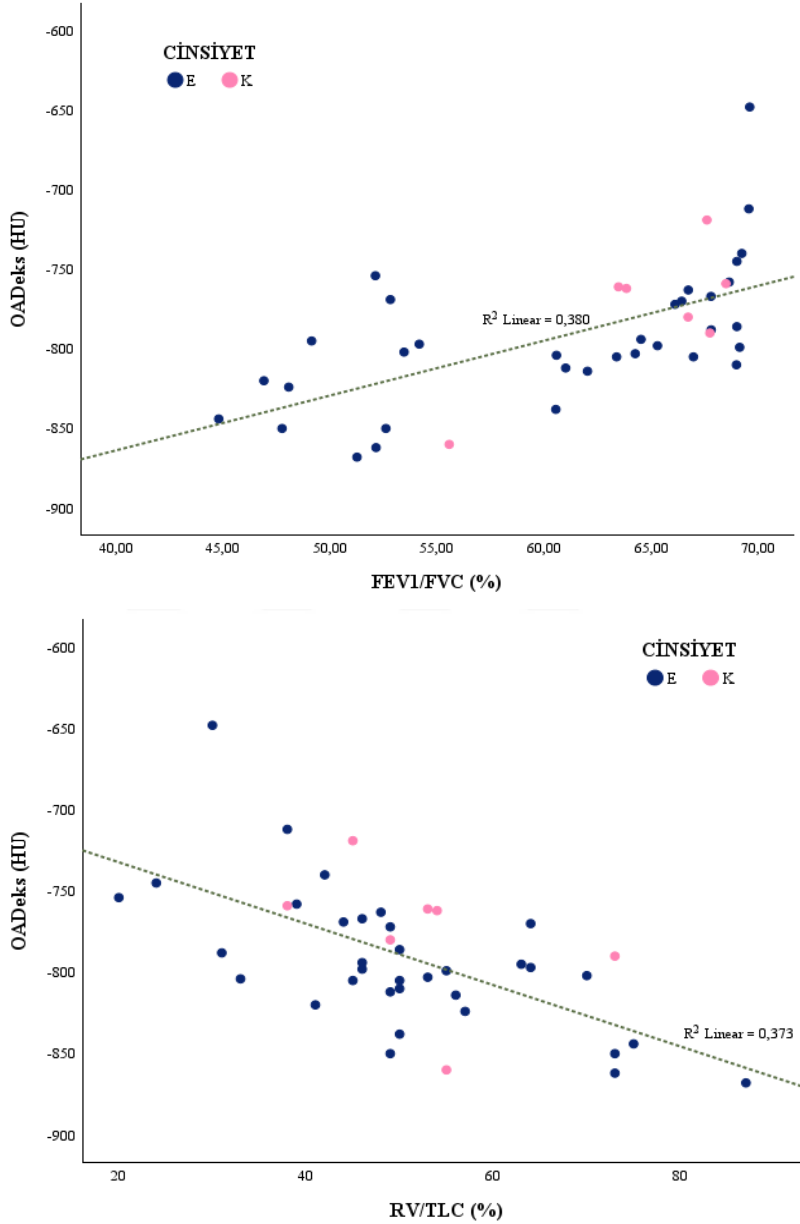 CİNSİYET
E K
-600
-650
-700
-750
-800
-850
-900
OADeks (HU)
R² Linear = 0,380
40,00 45,00 50,00 55,00 60,00 65,00 70,00
FEV1/FVC (%)
CİNSİYET
E K
-600
-650
-700
-750
-800
-850
-900
OADeks (HU)
R² Linear = 0,373
20 40 60 80
RV/TLC (%)